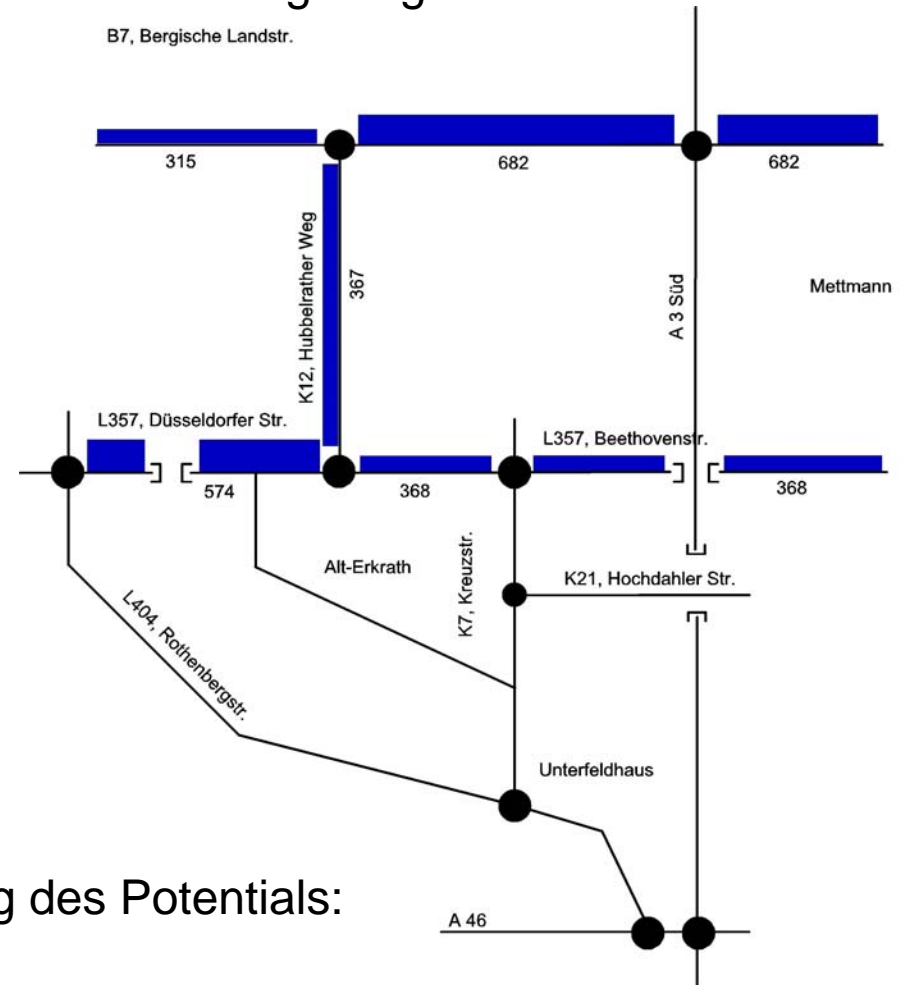 B7, Bergische Landstr.
315
682
682
K12, Hubbelrather Weg
367
A 3 Süd
Mettmann
L357, Düsseldorfer Str.
L357, Beethovenstr.
574
368
368
Alt-Erkrath
K7, Kreuzstr.
K21, Hochdahler Str.
L404, Rothenbergstr.
Unterfeldhaus
g des Potentials:
A 46